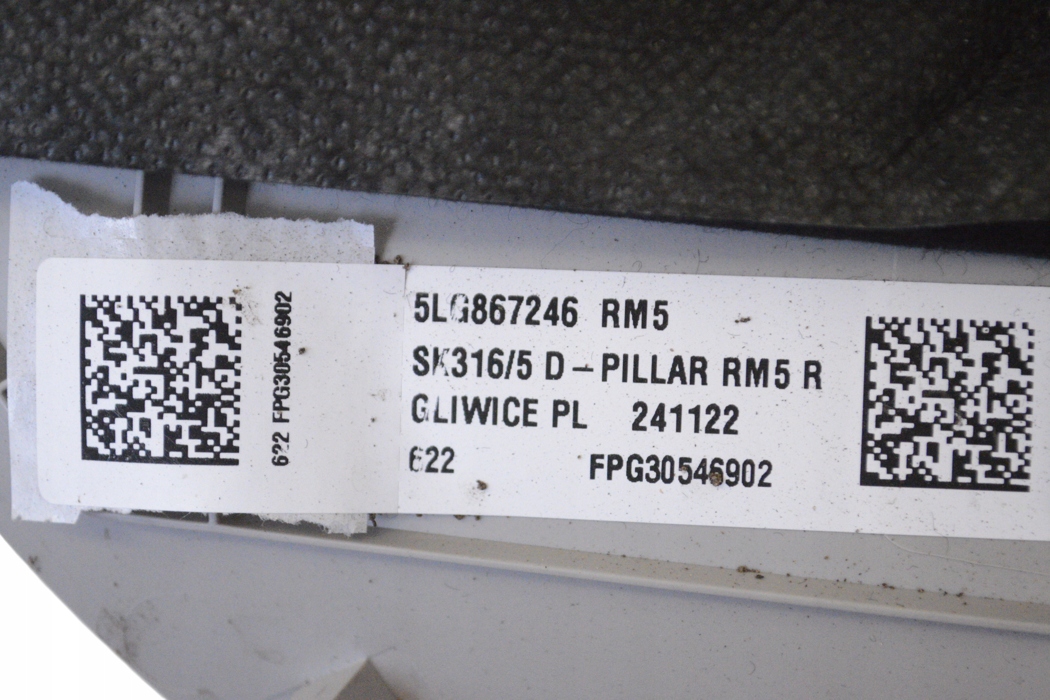 622 FPG30546902
5LG867246 RM5
SK316/5 D-PILLAR RM5 R
GLIWICE PL 241122
622 FPG30546902